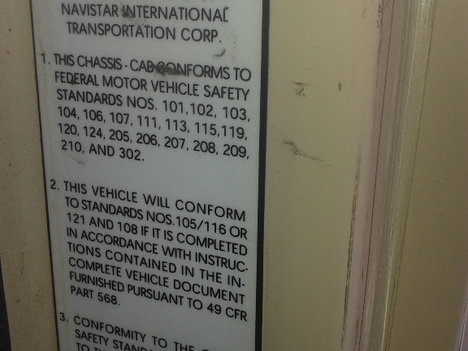 NAVISTAR INTERNATIONAL
TRANSPORTATION CORP.
1. THIS CHASSIS - CAB CONFORMS TO
FEDERAL MOTOR VEHICLE SAFETY
STANDARDS NOS. 101,102, 103,
104, 106, 107, 111, 113, 115,119,
120, 124, 205, 206, 207, 208, 209,
210, AND 302.
2. THIS VEHICLE WILL CONFORM
TO STANDARDS NOS.105/116 OR
121 AND 108 IF IT IS COMPLETED
IN ACCORDANCE WITH INSTRUC-
TIONS CONTAINED IN THE IN-
COMPLETE VEHICLE DOCUMENT
FURNISHED PURSUANT TO 49 CFR
PART 568.
3. CONFORMITY TO THE
SAFETY STAND
TO TH